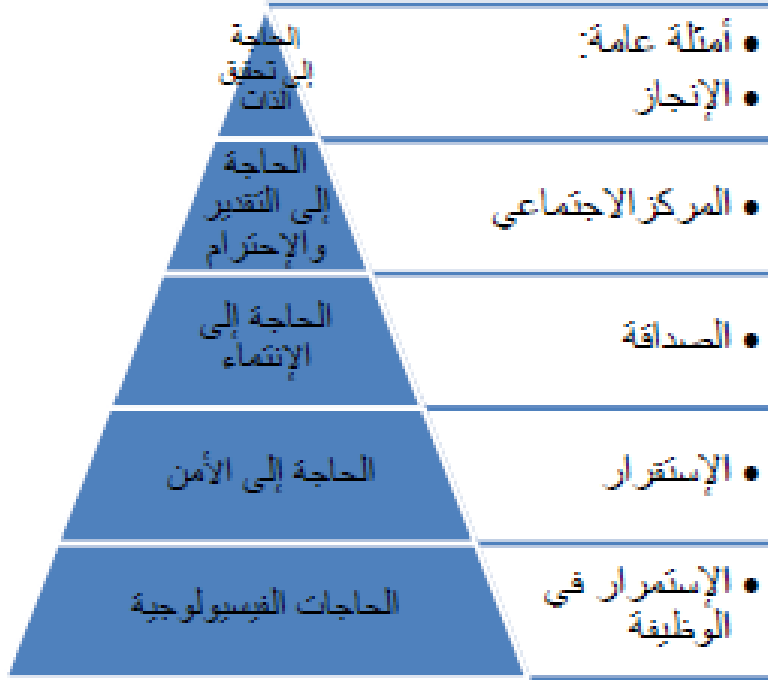 الحاجة
إلى تحقيق
الذات
• أمثلة عامة:
• الإنجاز
الحاجة
إلى التقدير
والإحترام
• المركز الاجتماعي
الحاجة إلى
الإنتماء
• الصداقة
الحاجة إلى الأمن
• الإستقرار
الحاجات الفيسيولوجية
• الإستمرار في
الوظيفة